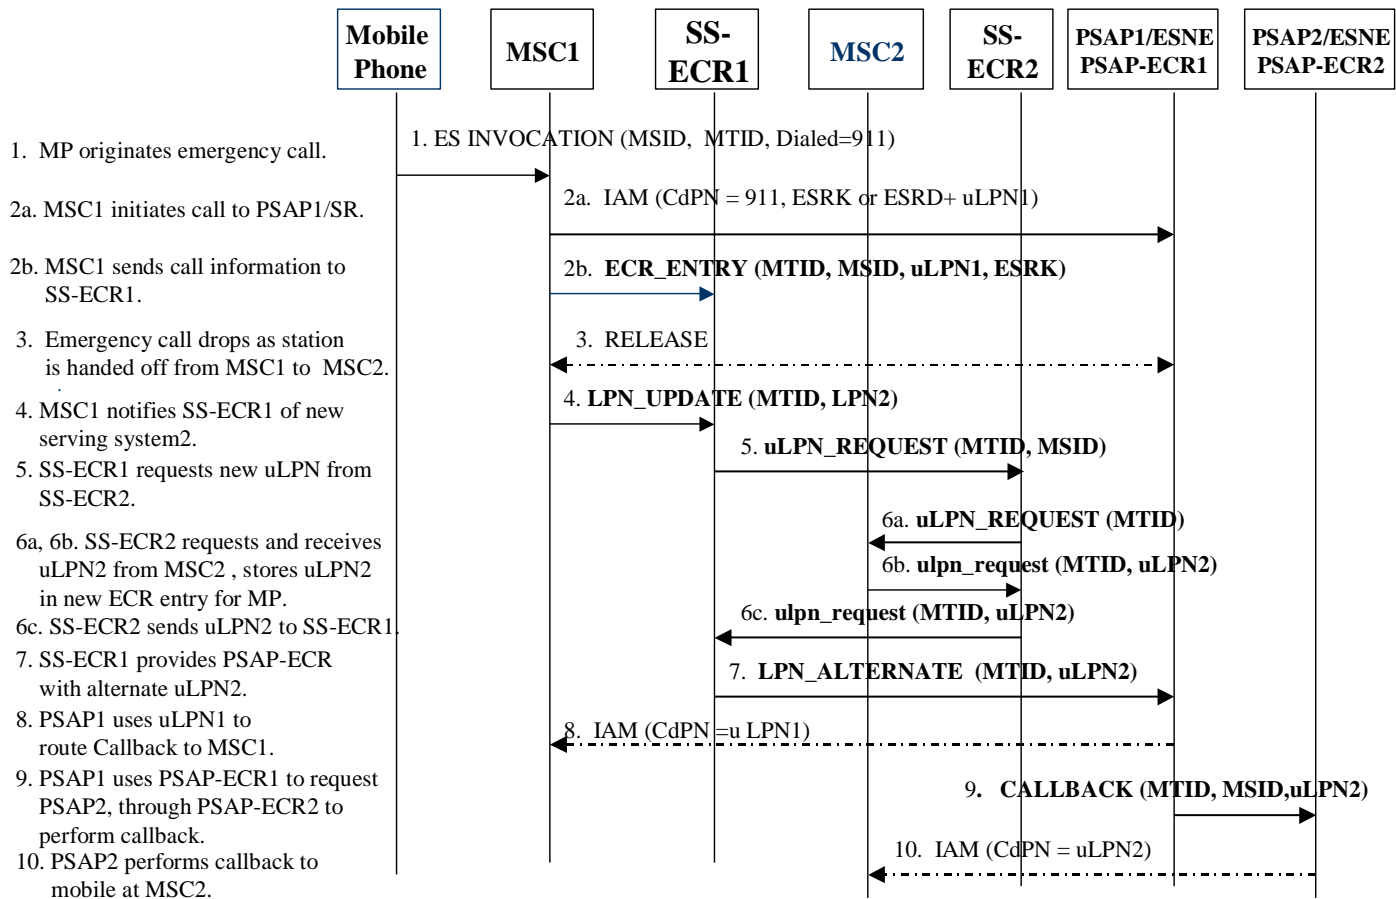 Mobile
Phone
MSC1
SS-
ECR1
MSC2
SS-
ECR2
PSAP1/ESNE
PSAP-ECR1
PSAP2/ESNE
PSAP-ECR2
1. MP originates emergency call.
1. ES INVOCATION (MSID, MTID, Dialed=911)
2a. MSC1 initiates call to PSAP1/SR.
2a. IAM (CdPN = 911, ESRK or ESRD+ uLPN1)
2b. MSC1 sends call information to
SS-ECR1.
2b. ECR_ENTRY (MTID, MSID, uLPN1, ESRK)
3. Emergency call drops as station
is handed off from MSC1 to MSC2.
3. RELEASE
4. MSC1 notifies SS-ECR1 of new
serving system2.
4. LPN_UPDATE (MTID, LPN2)
5. SS-ECR1 requests new uLPN from
SS-ECR2.
5. uLPN_REQUEST (MTID, MSID)
6a, 6b. SS-ECR2 requests and receives
uLPN2 from MSC2 , stores uLPN2
in new ECR entry for MP.
6a. uLPN_REQUEST (MTID)
6b. ulpn_request (MTID, uLPN2)
6c. SS-ECR2 sends uLPN2 to SS-ECR1.
6c. ulpn_request (MTID, uLPN2)
7. SS-ECR1 provides PSAP-ECR
with alternate uLPN2.
7. LPN_ALTERNATE (MTID, uLPN2)
8. PSAP1 uses uLPN1 to
route Callback to MSC1.
8. IAM (CdPN =u LPN1)
9. PSAP1 uses PSAP-ECR1 to request
PSAP2, through PSAP-ECR2 to
perform callback.
9. CALLBACK (MTID, MSID,uLPN2)
10. PSAP2 performs callback to
mobile at MSC2.
10. IAM (CdPN = uLPN2)